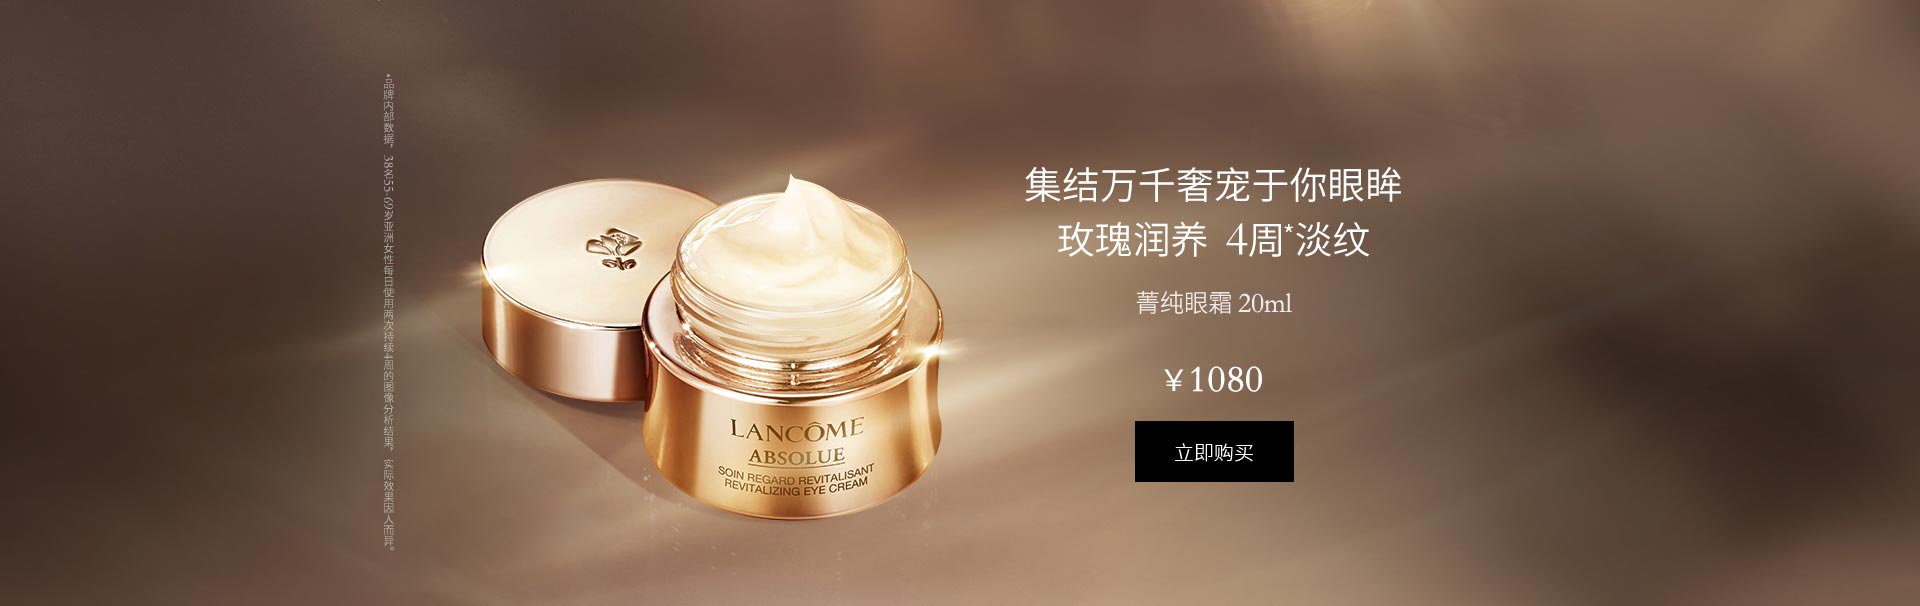 *品牌内部数据，38名55-69岁亚洲女性每日使用两次持续4周的图像分析结果，实际效果因人而异。
LANCÔME
ABSOLUE
SOIN REGARD REVITALISANT
REVITALIZING EYE CREAM
集结万千奢宠于你眼眸
玫瑰润养 4周*淡纹
菁纯眼霜 20ml
￥1080
立即购买